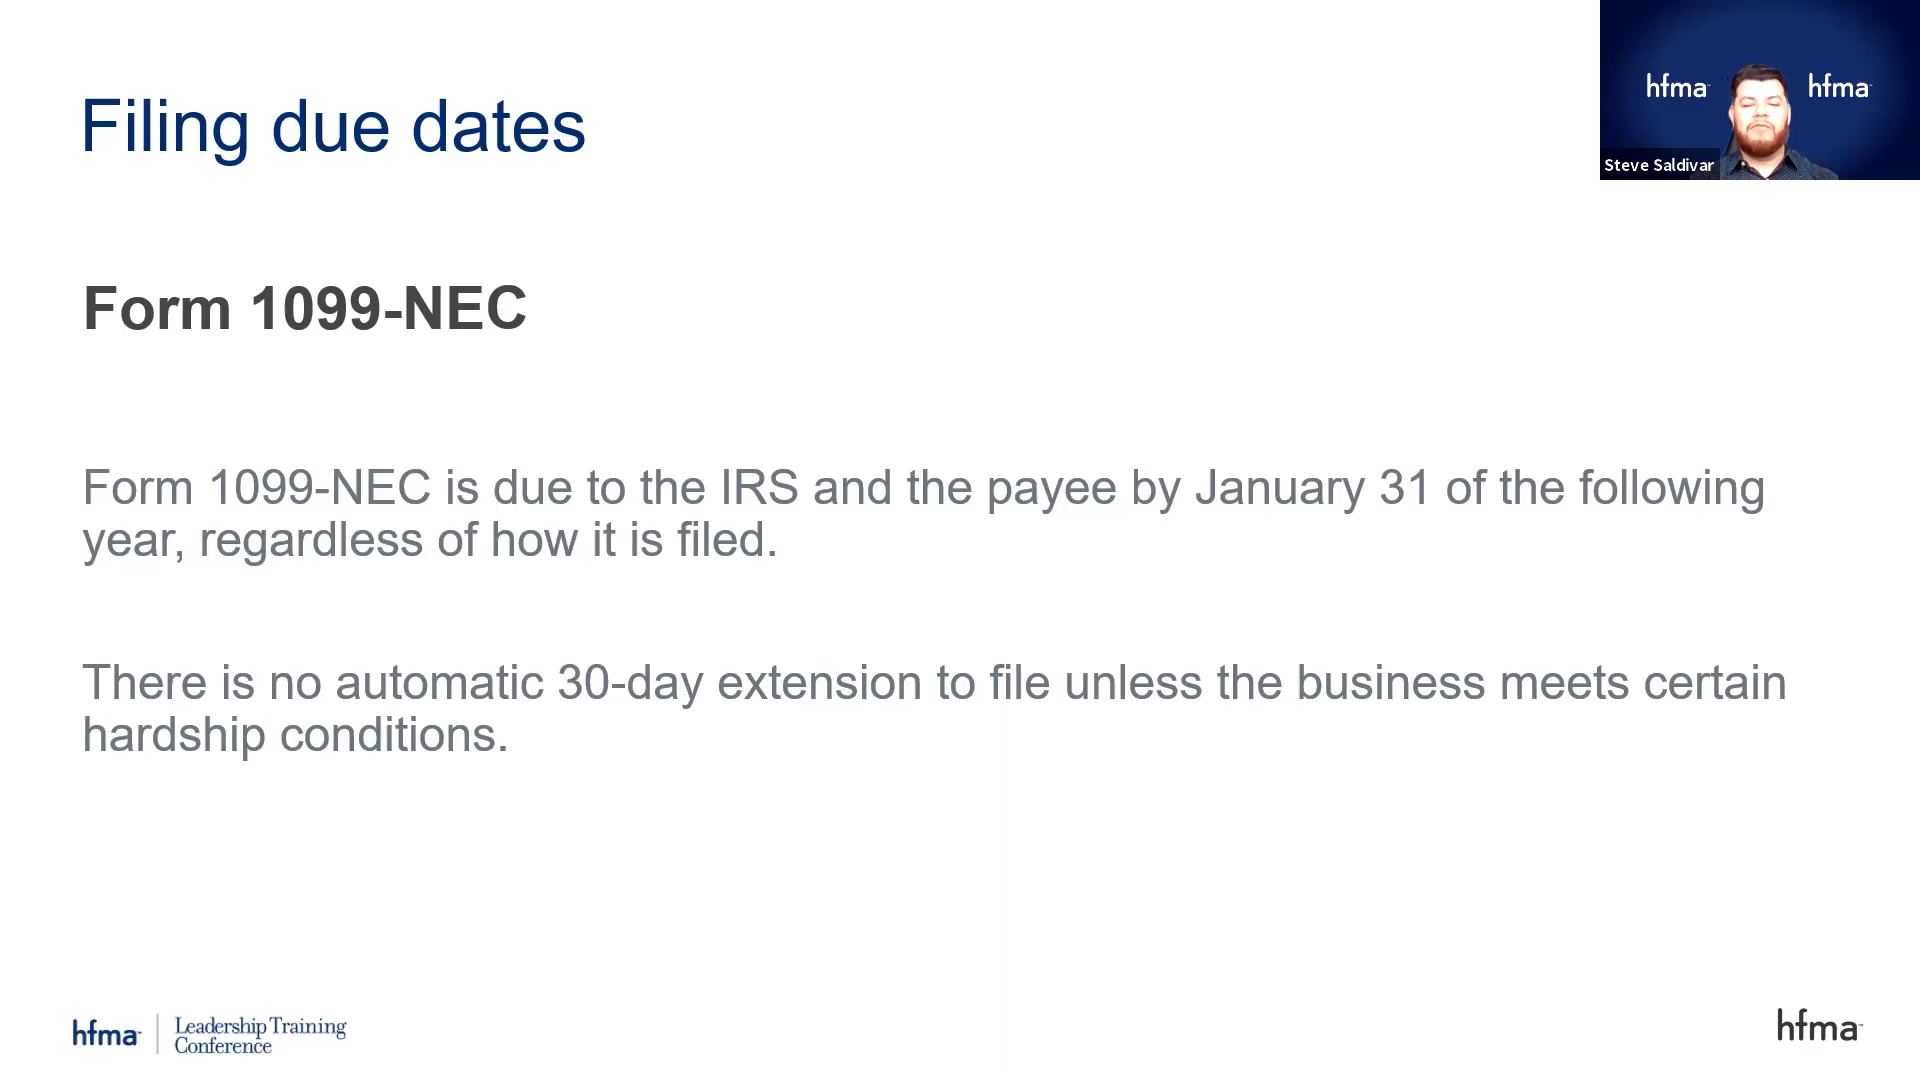 Filing due dates
hfma
hfma
Steve Saldivar
Form 1099-NEC
Form 1099-NEC is due to the IRS and the payee by January 31 of the following
year, regardless of how it is filed.
There is no automatic 30-day extension to file unless the business meets certain
hardship conditions.
hfma
Leadership Training
Conference
hfma